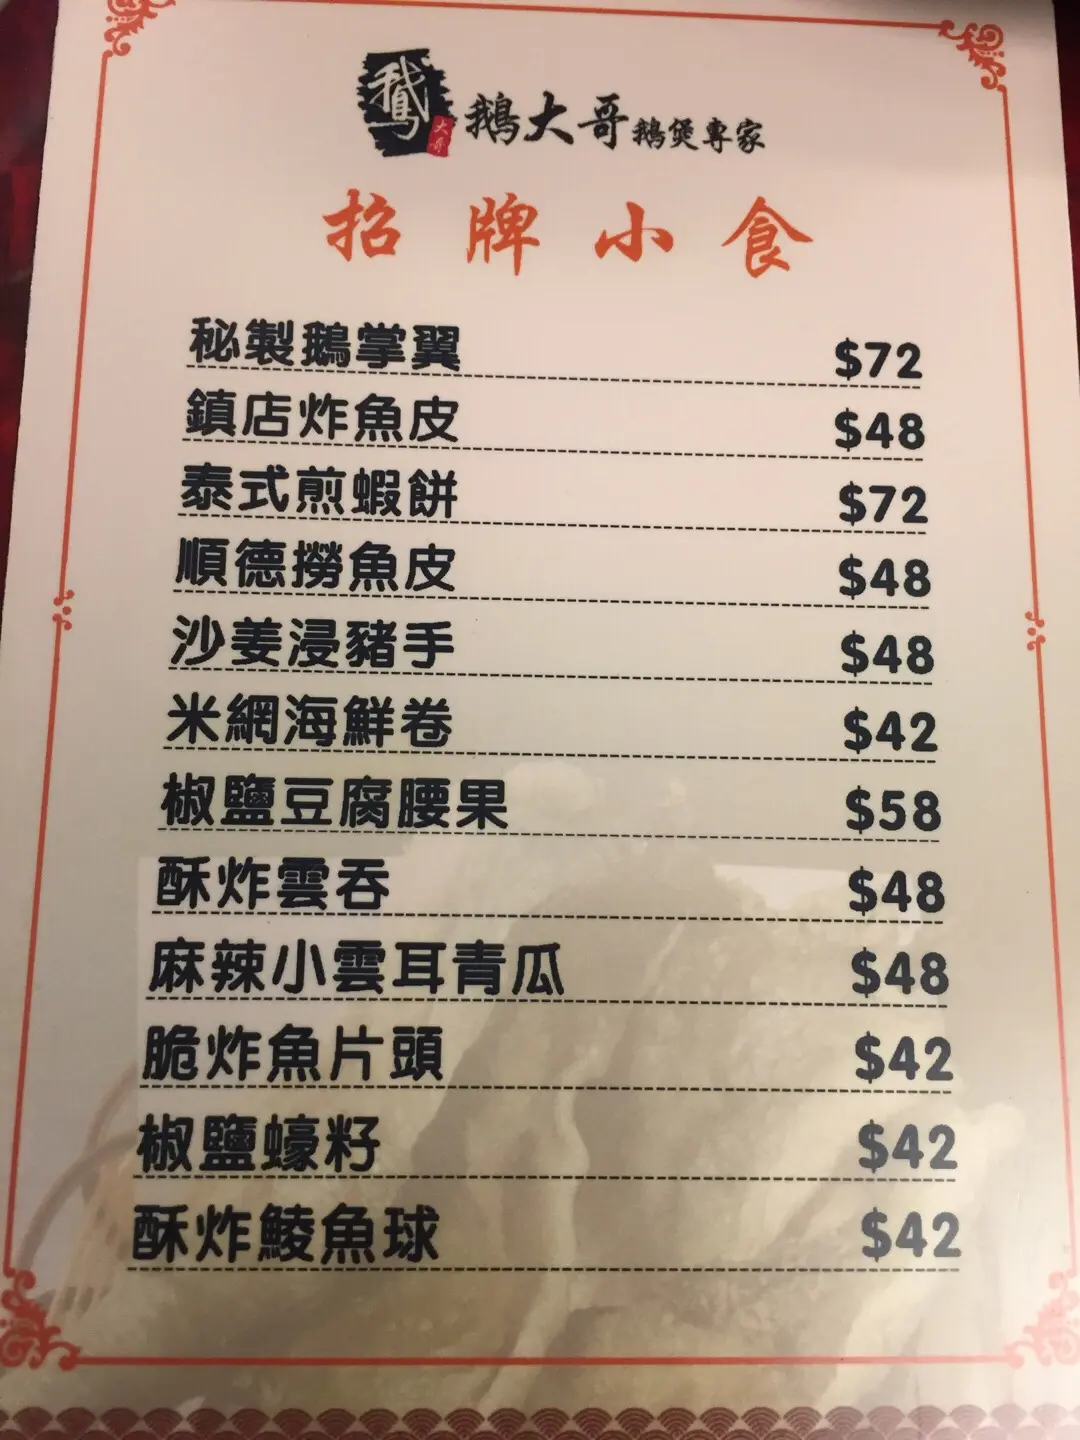 鵝
大哥
鵝大哥鵝煲專家
招牌小食
秘製鵝掌翼 $72
鎮店炸魚皮 $48
泰式煎蝦餅 $72
順德撈魚皮 $48
沙姜浸豬手 $48
米網海鮮卷 $42
椒鹽豆腐腰果 $58
酥炸雲吞 $48
麻辣小雲耳青瓜 $48
脆炸魚片頭 $42
椒鹽蠔籽 $42
酥炸鯪魚球 $42